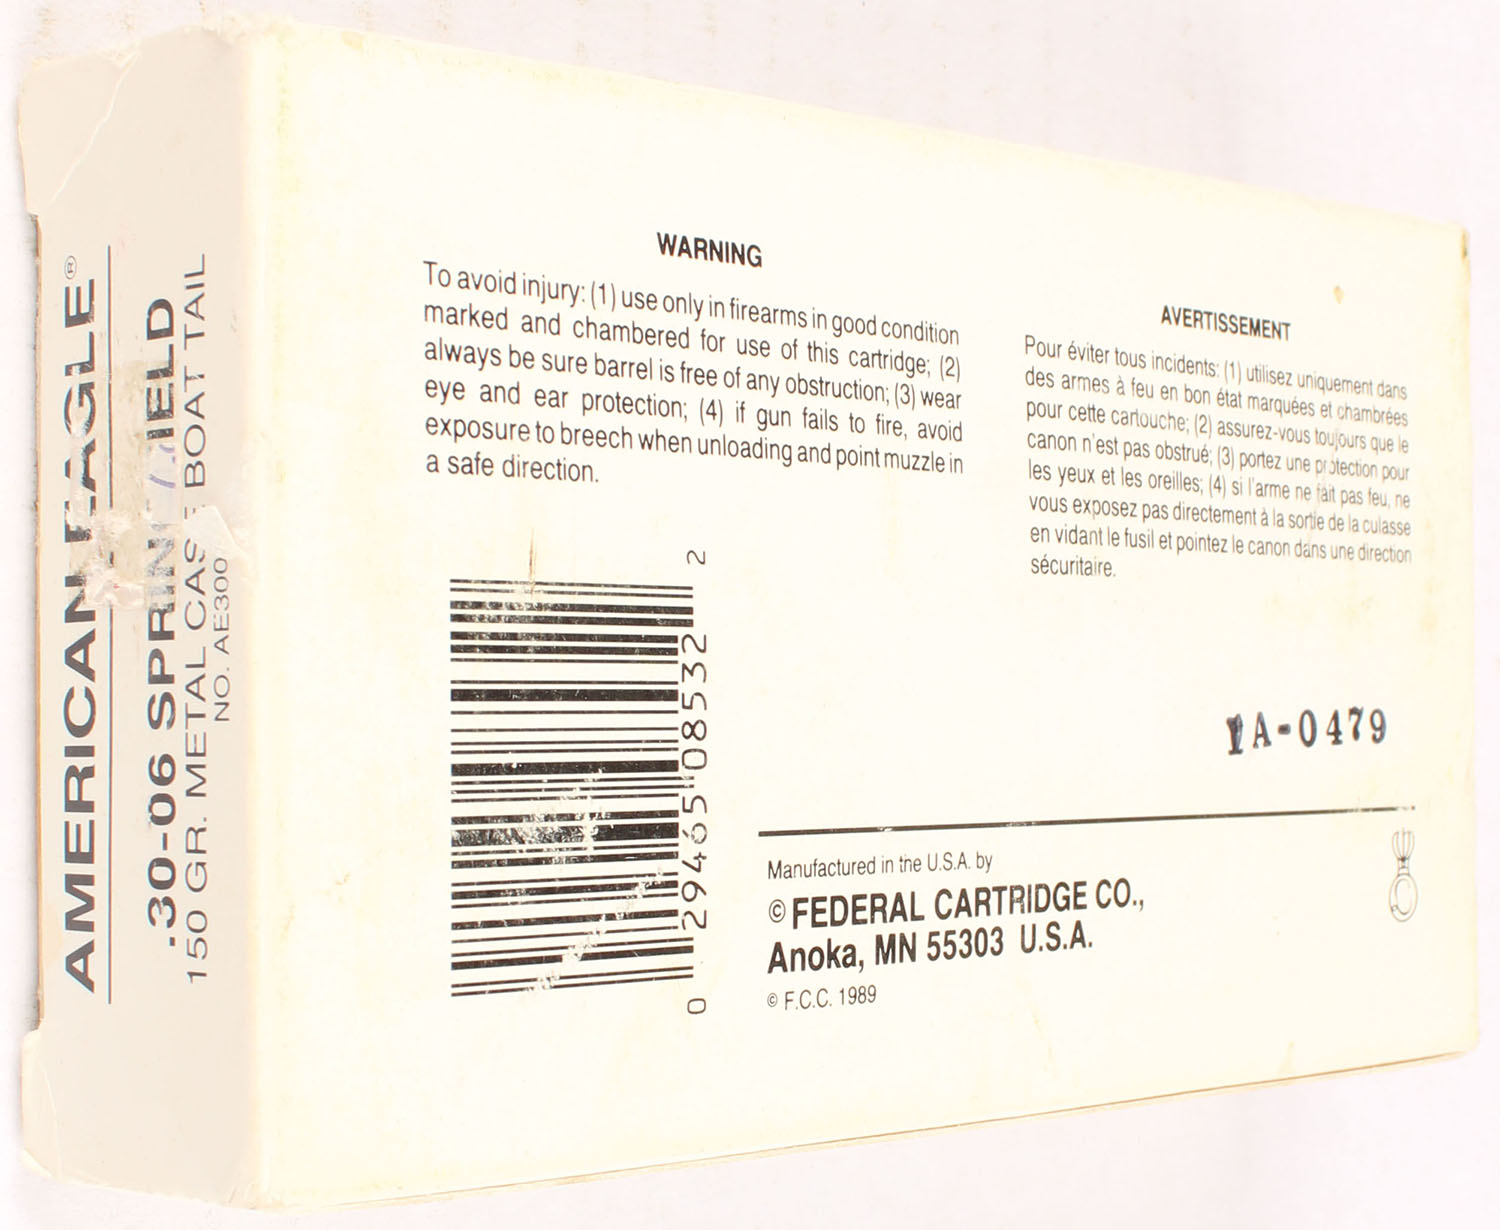 AMERICAN EAGLE®
.30-06 SPRINGFIELD
150 GR. METAL CASE BOAT TAIL
NO. AE300
WARNING
To avoid injury: (1) use only in firearms in good condition
marked and chambered for use of this cartridge; (2)
always be sure barrel is free of any obstruction; (3) wear
eye and ear protection; (4) if gun fails to fire, avoid
exposure to breech when unloading and point muzzle in
a safe direction.
AVERTISSEMENT
Pour éviter tous incidents: (1) utilisez uniquement dans
des armes à feu en bon état marquées et chambrées
pour cette cartouche; (2) assurez-vous toujours que le
canon n'est pas obstrué; (3) portez une protection pour
les yeux et les oreilles; (4) si l'arme ne fait pas feu, ne
vous exposez pas directement à la sortie de la culasse
en vidant le fusil et pointez le canon dans une direction
sécuritaire.
0 29465 08532 2
1A-0479
Manufactured in the U.S.A. by
© FEDERAL CARTRIDGE CO.,
Anoka, MN 55303 U.S.A.
© F.C.C. 1989